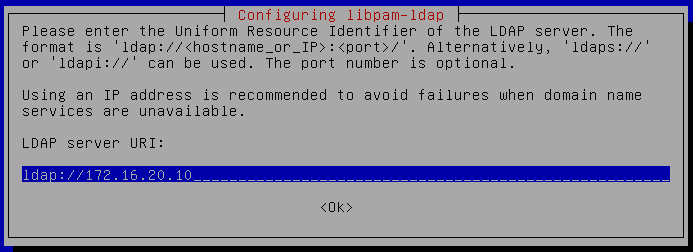 Configuring libpam-ldap
Please enter the Uniform Resource Identifier of the LDAP server. The
format is 'ldap://<hostname_or_IP>:<port>/'. Alternatively, 'ldaps://'
or 'ldapi://' can be used. The port number is optional.
Using an IP address is recommended to avoid failures when domain name
services are unavailable.
LDAP server URI:
ldap://172.16.20.10____________________________________________________________
<Ok>